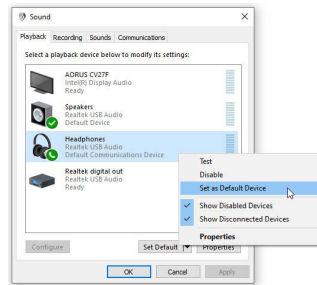 Sound
Playback Recording Sounds Communications
Select a playback device below to modify its settings:
AORUS CV27F
Intel(R) Display Audio
Ready
Speakers
Realtek USB Audio
Default Device
Headphones
Realtek USB Audio
Default Communications Device
Realtek digital out
Realtek USB Audio
Ready
Test
Disable
Set as Default Device
Show Disabled Devices
Show Disconnected Devices
Properties
Configure Set Default Properties
OK Cancel Apply